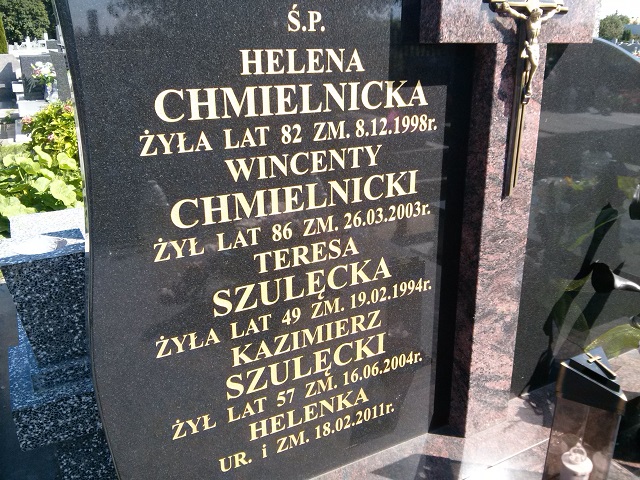 Ś.P.
HELENA
CHMIELNICKA
ŻYŁA LAT 82 ZM. 8.12.1998r.
WINCENTY
CHMIELNICKI
ŻYŁ LAT 86 ZM. 26.03.2003r.
TERESA
SZULĘCKA
ŻYŁA LAT 49 ZM. 19.02.1994r.
KAZIMIERZ
SZULĘCKI
ŻYŁ LAT 57 ZM. 16.06.2004r.
HELENKA
UR. i ZM. 18.02.2011r.